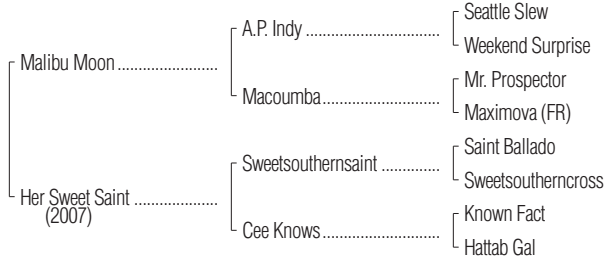 Seattle Slew
A.P. Indy ........................
Weekend Surprise
Malibu Moon ........................
Mr. Prospector
Macoumba ........................
Maximova (FR)
Saint Ballado
Sweetsouthernsaint ...............
Sweetsoutherncross
Her Sweet Saint .....................
(2007)
Known Fact
Cee Knows ........................
Hattab Gal